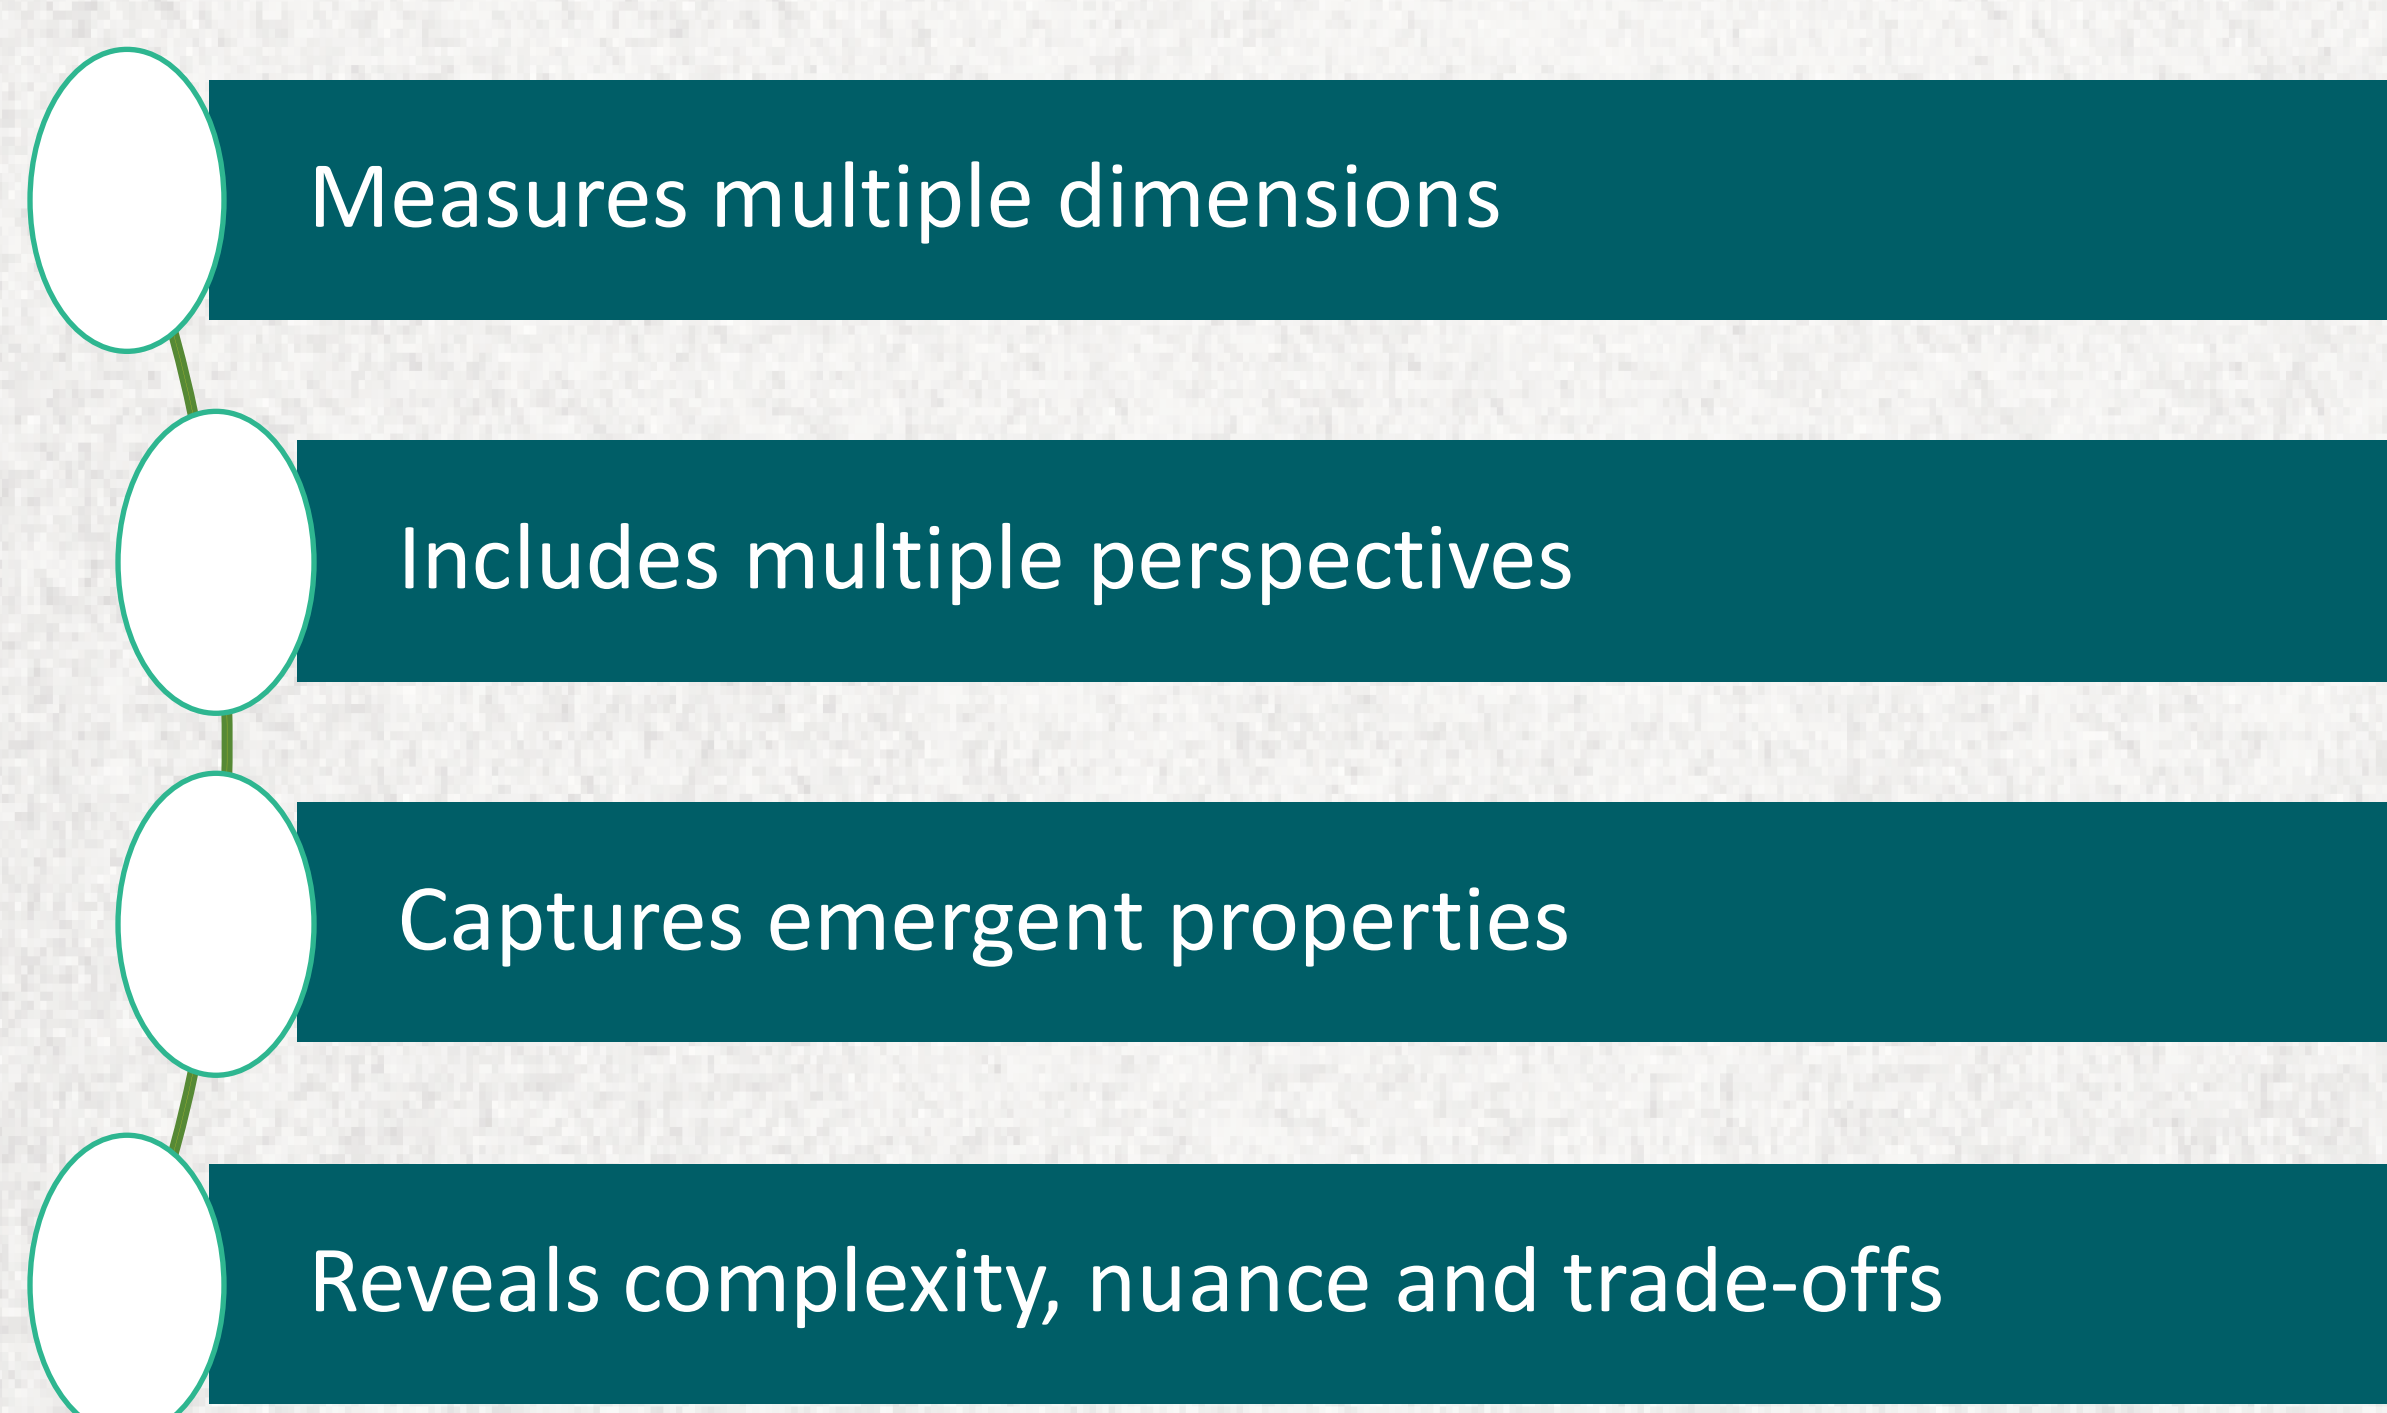 Measures multiple dimensions
Includes multiple perspectives
Captures emergent properties
Reveals complexity, nuance and trade-offs